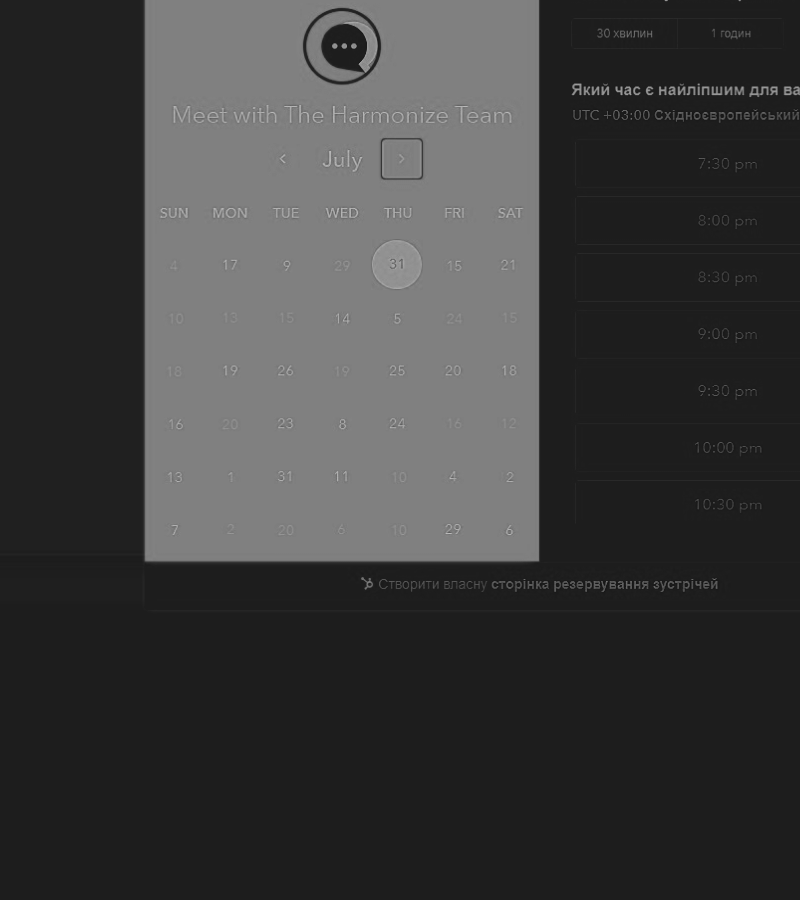 Meet with The Harmonize Team
July
SUN MON TUE WED THU FRI SAT
4 17 9 29 31 15 21
10 13 15 14 5 24 15
18 19 26 19 25 20 18
16 20 23 8 24 16 12
13 1 31 11 10 4 2
7 2 20 6 10 29 6
30 хвилин 1 годин
Який час є найліпшим для ва
UTC +03:00 Східноєвропейський
7:30 pm
8:00 pm
8:30 pm
9:00 pm
9:30 pm
10:00 pm
10:30 pm
Створити власну сторінка резервування зустрічей